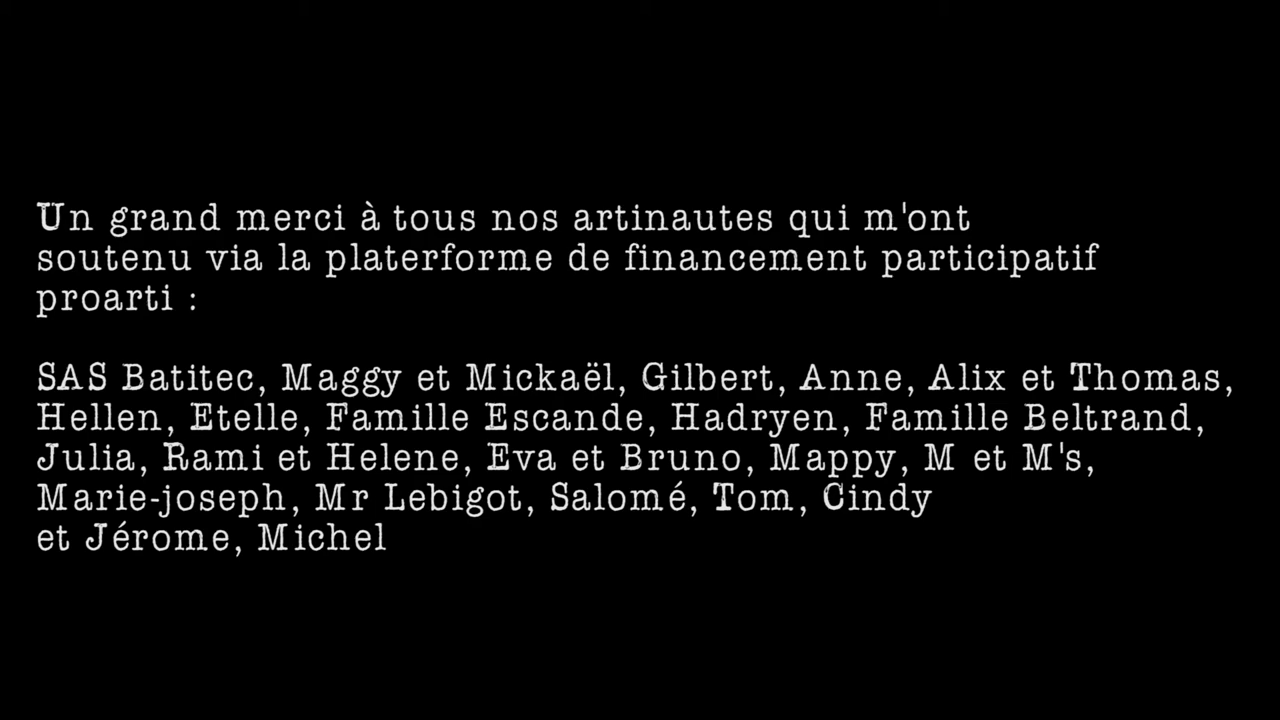 Un grand merci à tous nos artinautes qui m'ont
soutenu via la platerforme de financement participatif
proarti :
SAS Batitec, Maggy et Mickaël, Gilbert, Anne, Alix et Thomas,
Hellen, Etelle, Famille Escande, Hadryen, Famille Beltrand,
Julia, Rami et Helene, Eva et Bruno, Mappy, M et M's,
Marie-joseph, Mr Lebigot, Salomé, Tom, Cindy
et Jérome, Michel